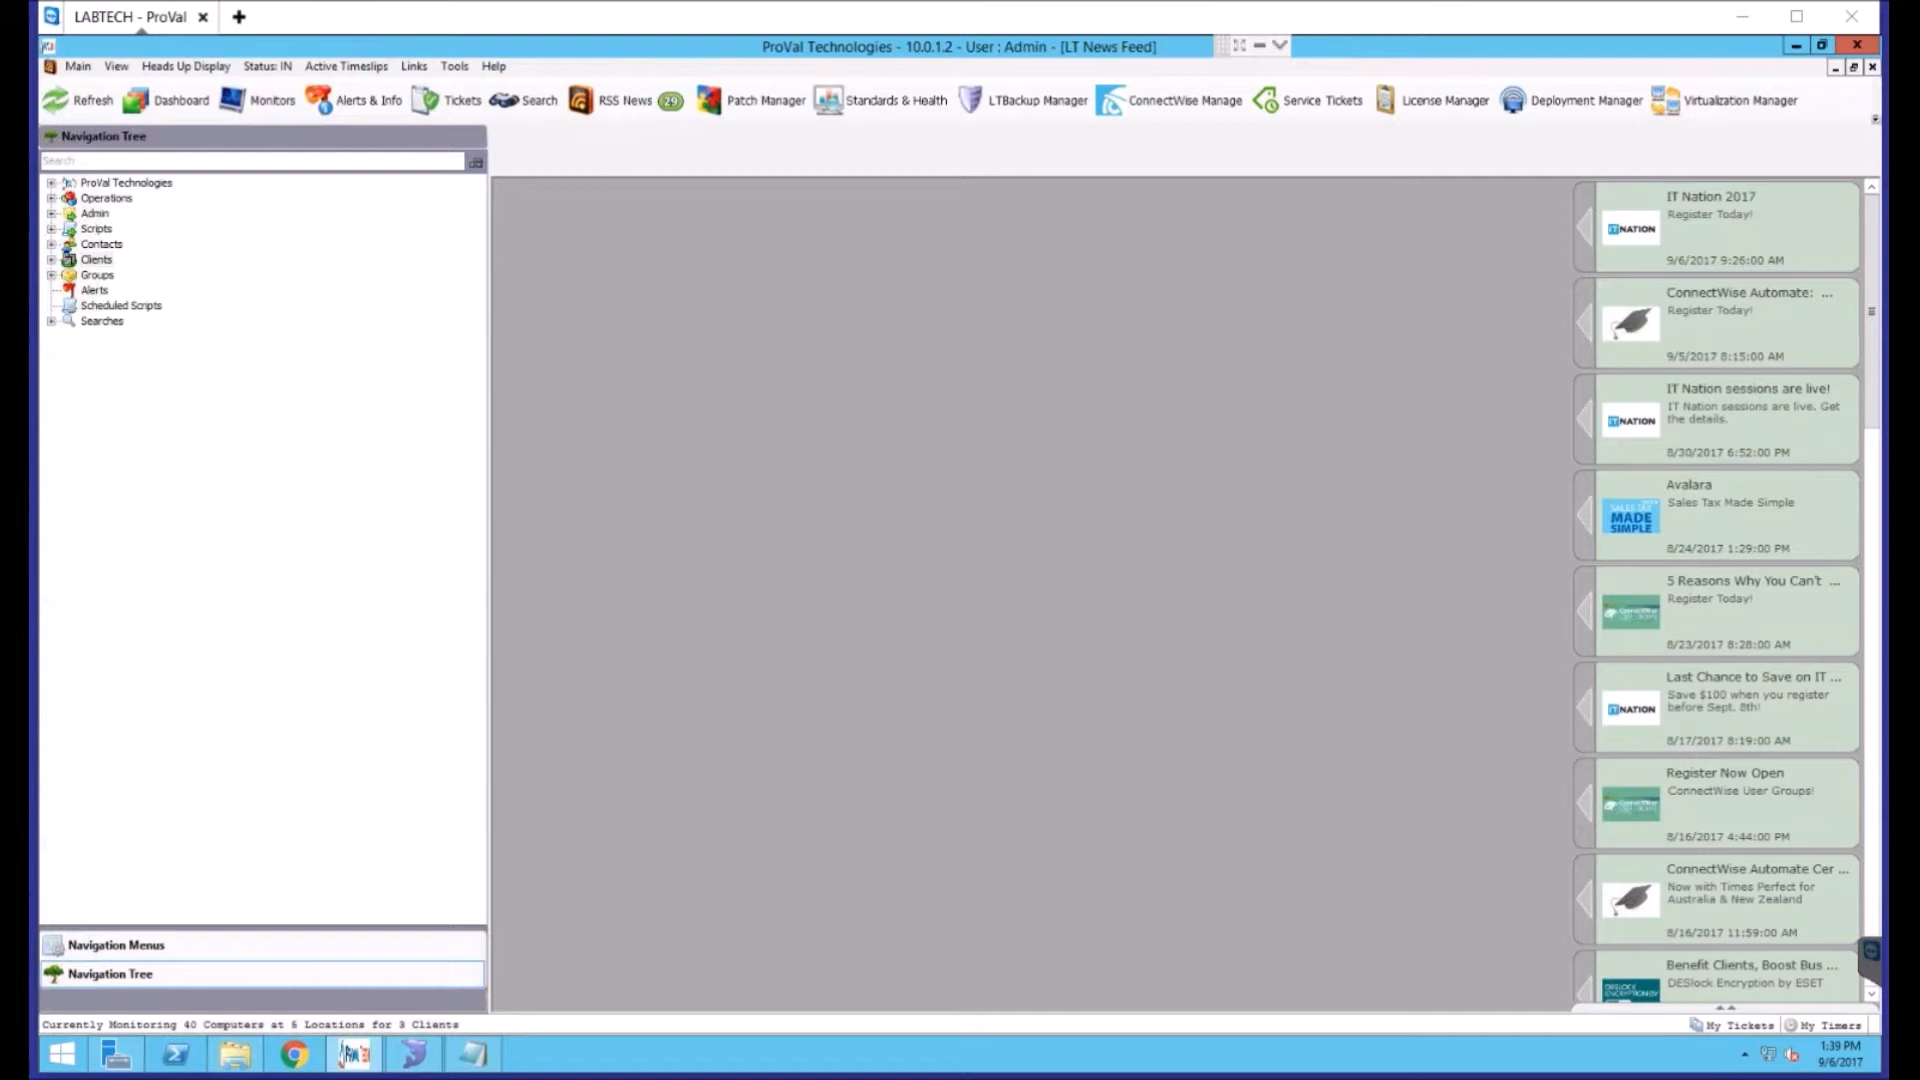 LABTECH - ProVal
ProVal Technologies - 10.0.1.2 - User : Admin - [LT News Feed]
Main View Heads Up Display Status: IN Active Timeslips Links Tools Help
Refresh Dashboard Monitors Alerts & Info Tickets Search RSS News 29 Patch Manager Standards & Health LTBackup Manager ConnectWise Manage Service Tickets License Manager Deployment Manager Virtualization Manager
Navigation Tree
Search
ProVal Technologies
Operations
Admin
Scripts
Contacts
Clients
Groups
Alerts
Scheduled Scripts
Searches
IT Nation 2017
Register Today!
IT NATION
9/6/2017 9:26:00 AM
ConnectWise Automate: ...
Register Today!
9/5/2017 8:15:00 AM
IT Nation sessions are live!
IT Nation sessions are live. Get
the details.
IT NATION
8/30/2017 6:52:00 PM
Avalara
Sales Tax Made Simple
SALES TAX
MADE
SIMPLE
8/24/2017 1:29:00 PM
5 Reasons Why You Can't ...
Register Today!
8/23/2017 8:28:00 AM
Last Chance to Save on IT ...
Save $100 when you register
before Sept. 8th!
IT NATION
8/17/2017 8:19:00 AM
Register Now Open
ConnectWise User Groups!
8/16/2017 4:44:00 PM
ConnectWise Automate Cer ...
Now with Times Perfect for
Australia & New Zealand
8/16/2017 11:59:00 AM
Benefit Clients, Boost Bus ...
DESlock Encryption by ESET
DESLOCK
Navigation Menus
Navigation Tree
Currently Monitoring 40 Computers at 5 Locations for 3 Clients
My Tickets My Timers
1:39 PM
9/6/2017